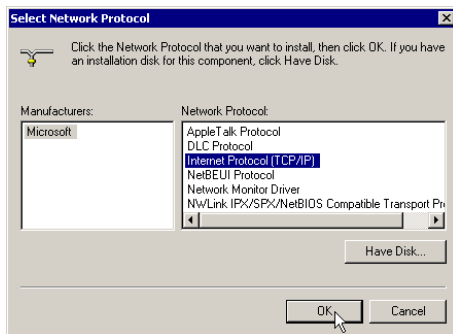 Select Network Protocol
Click the Network Protocol that you want to install, then click OK. If you have
an installation disk for this component, click Have Disk.
Manufacturers:
Microsoft
Network Protocol:
AppleTalk Protocol
DLC Protocol
Internet Protocol (TCP/IP)
NetBEUI Protocol
Network Monitor Driver
NWLink IPX/SPX/NetBIOS Compatible Transport Pr
Have Disk...
OK
Cancel